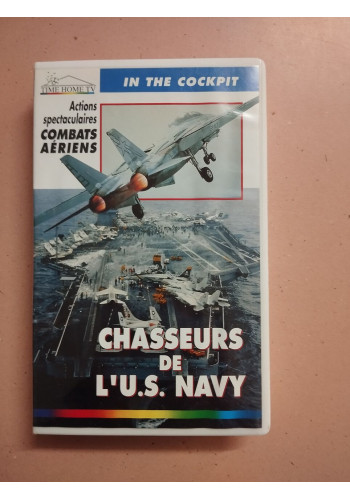 TIME HOME TV
IN THE COCKPIT
Actions
spectaculaires
COMBATS
AÉRIENS
CHASSEURS
DE
L'U.S. NAVY